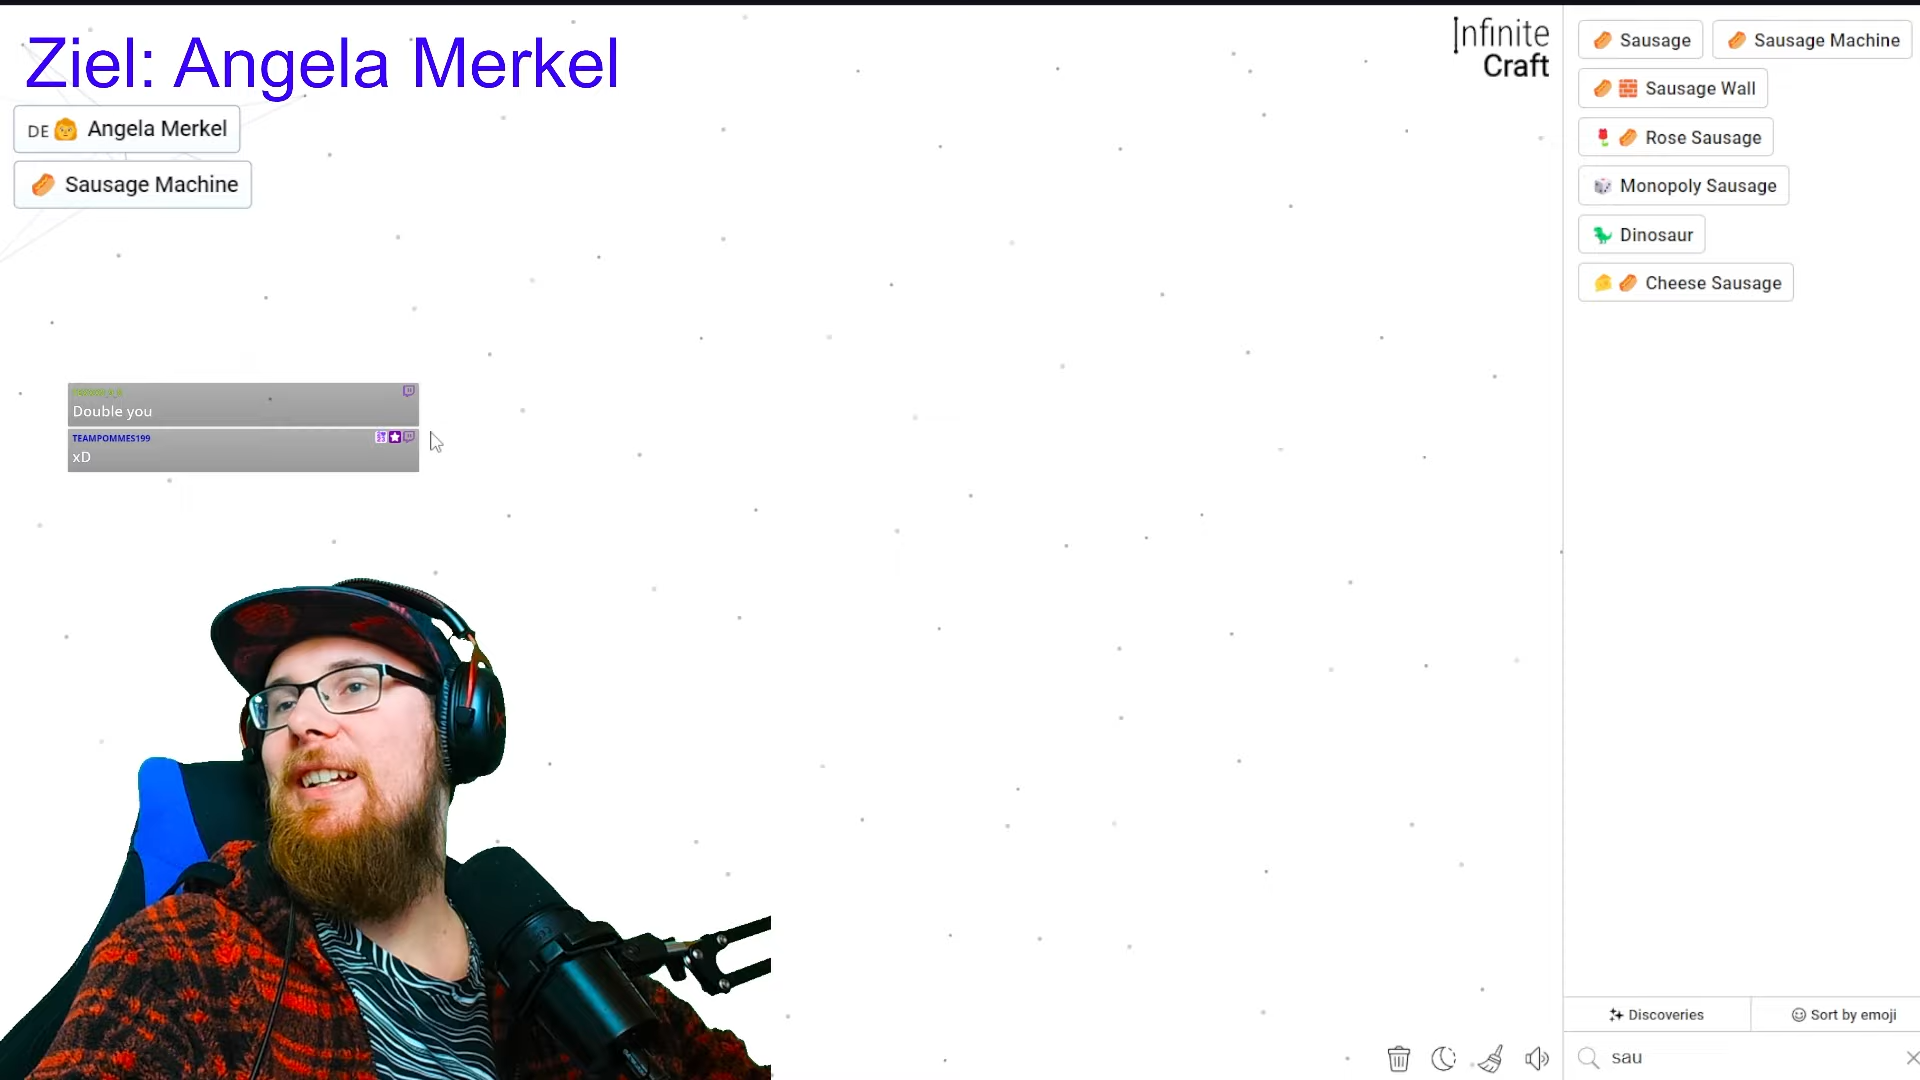 Ziel: Angela Merkel
DE Angela Merkel
Sausage Machine
Infinite
Craft
Sausage
Sausage Machine
Sausage Wall
Rose Sausage
Monopoly Sausage
Dinosaur
Cheese Sausage
Double you
TEAMPOMMES199
xD
Discoveries
Sort by emoji
sau